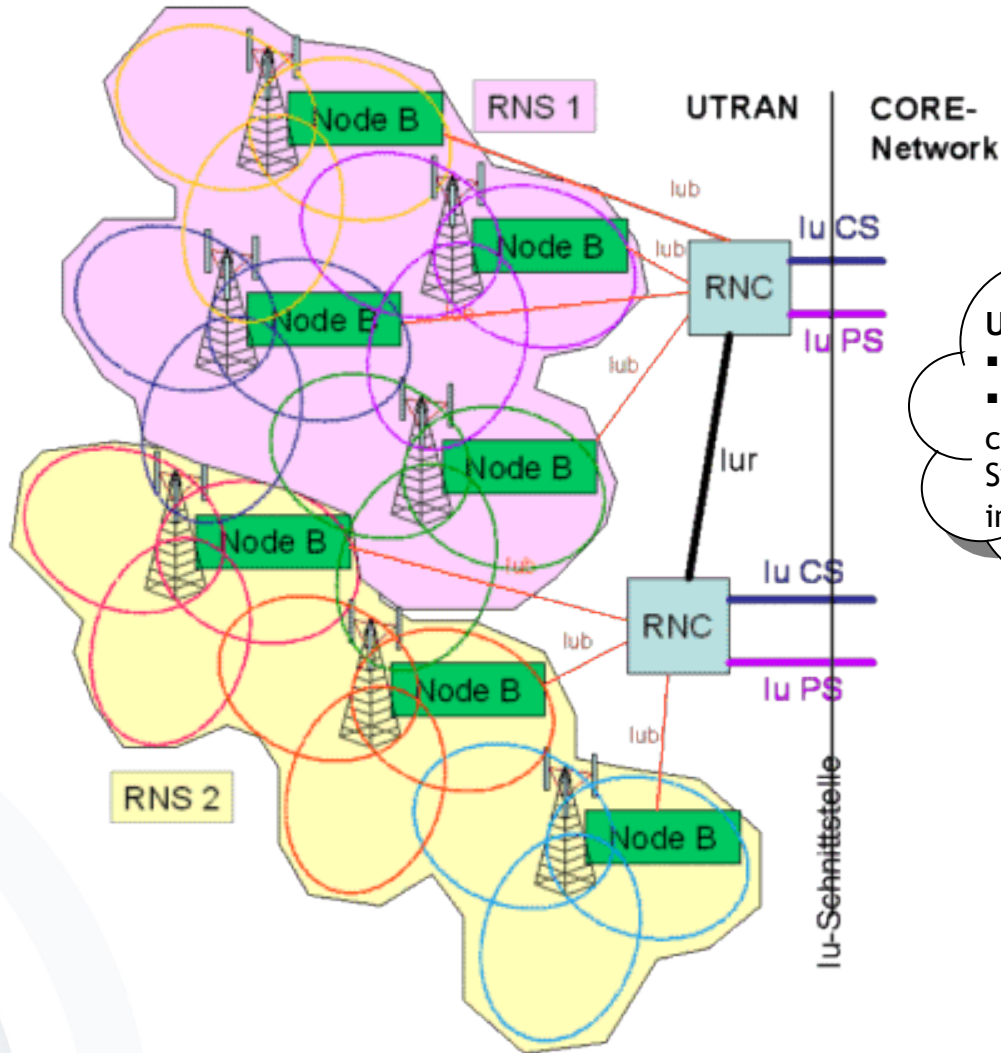 RNS 1
UTRAN
CORE-
Network
Node B
Iub
Node B
Iub
Iu CS
RNC
Node B
Iub
Iu PS
Iub
Node B
Iur
Node B
Iub
Iu CS
RNC
Iub
Node B
Iu PS
Iub
RNS 2
Node B
Iu-Schnittstelle
U
▪
▪
c
S
in